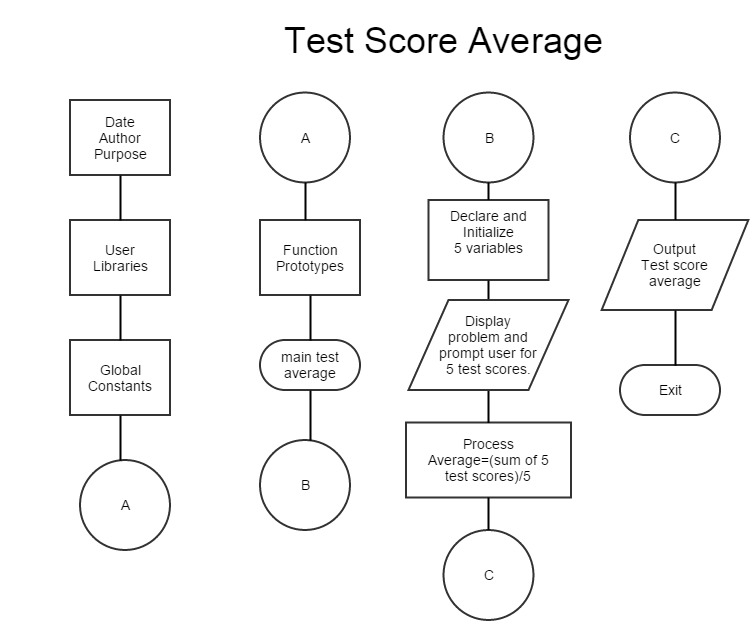 Test Score Average
Date
Author
Purpose
User
Libraries
Global
Constants
A
A
Function
Prototypes
main test
average
B
B
Declare and
Initialize
5 variables
Display
problem and
prompt user for
5 test scores.
Process
Average=(sum of 5
test scores)/5
C
C
Output
Test score
average
Exit